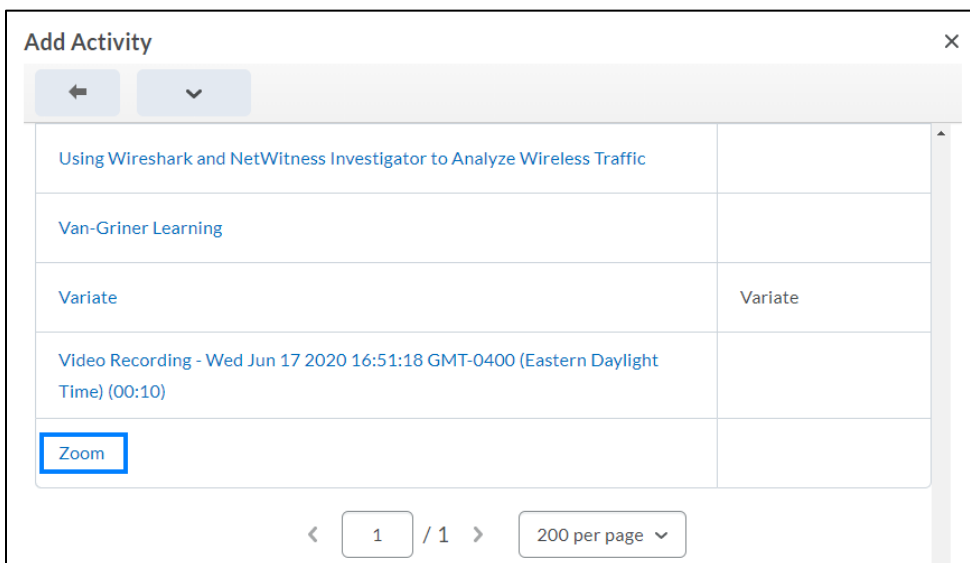 Add Activity
Using Wireshark and NetWitness Investigator to Analyze Wireless Traffic
Van-Griner Learning
Variate Variate
Video Recording - Wed Jun 17 2020 16:51:18 GMT-0400 (Eastern Daylight
Time) (00:10)
Zoom
1 / 1 200 per page